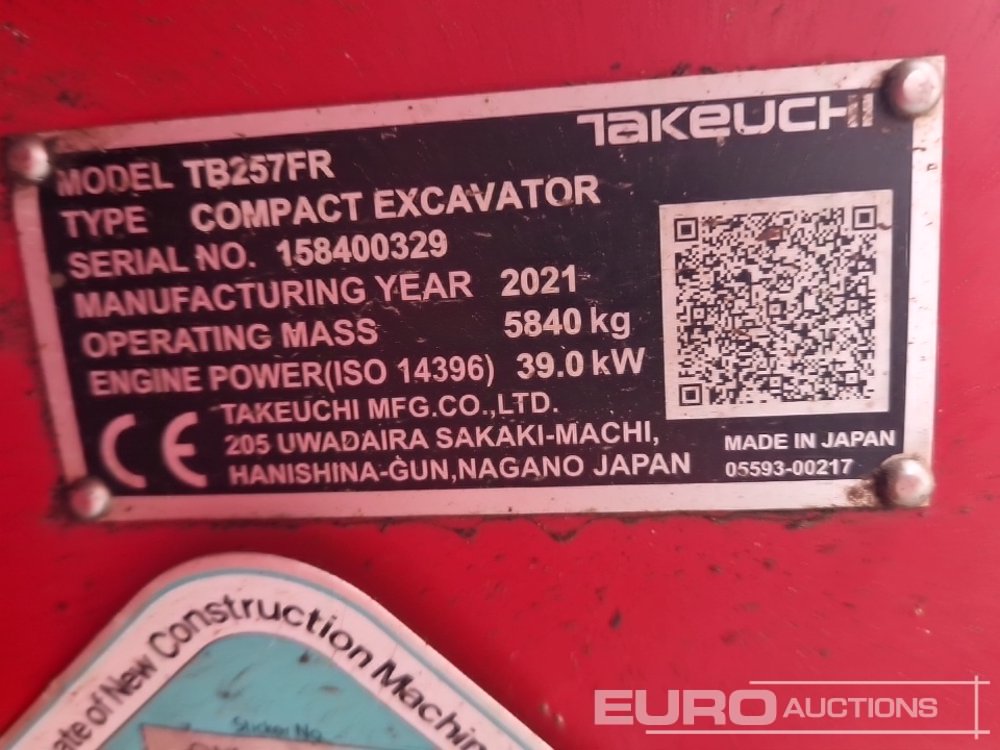 TAKEUCHI
MODEL TB257FR
TYPE COMPACT EXCAVATOR
SERIAL NO. 158400329
MANUFACTURING YEAR 2021
OPERATING MASS 5840 kg
ENGINE POWER(ISO 14396) 39.0 kW
CE
TAKEUCHI MFG.CO.,LTD.
205 UWADAIRA SAKAKI-MACHI,
HANISHINA-GUN,NAGANO JAPAN
MADE IN JAPAN
05593-00217
of New Construction
Sticker No.
EURO AUCTIONS